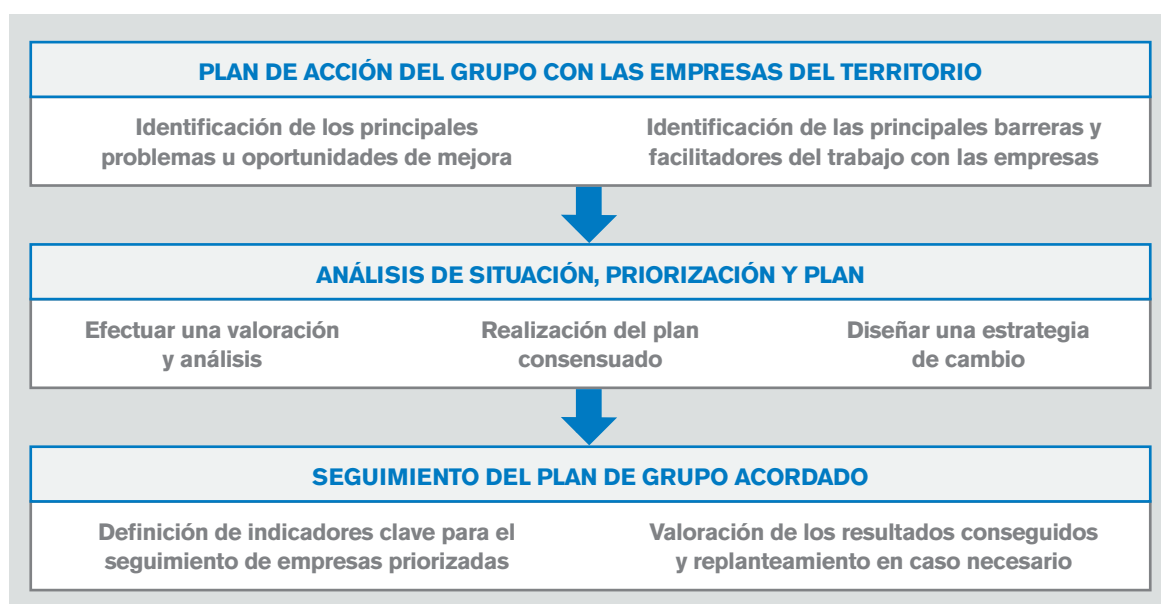 PLAN DE ACCIÓN DEL GRUPO CON LAS EMPRESAS DEL TERRITORIO
Identificación de los principales
problemas u oportunidades de mejora
Identificación de las principales barreras y
facilitadores del trabajo con las empresas
ANÁLISIS DE SITUACIÓN, PRIORIZACIÓN Y PLAN
Efectuar una valoración
y análisis
Realización del plan
consensuado
Diseñar una estrategia
de cambio
SEGUIMIENTO DEL PLAN DE GRUPO ACORDADO
Definición de indicadores clave para el
seguimiento de empresas priorizadas
Valoración de los resultados conseguidos
y replanteamiento en caso necesario